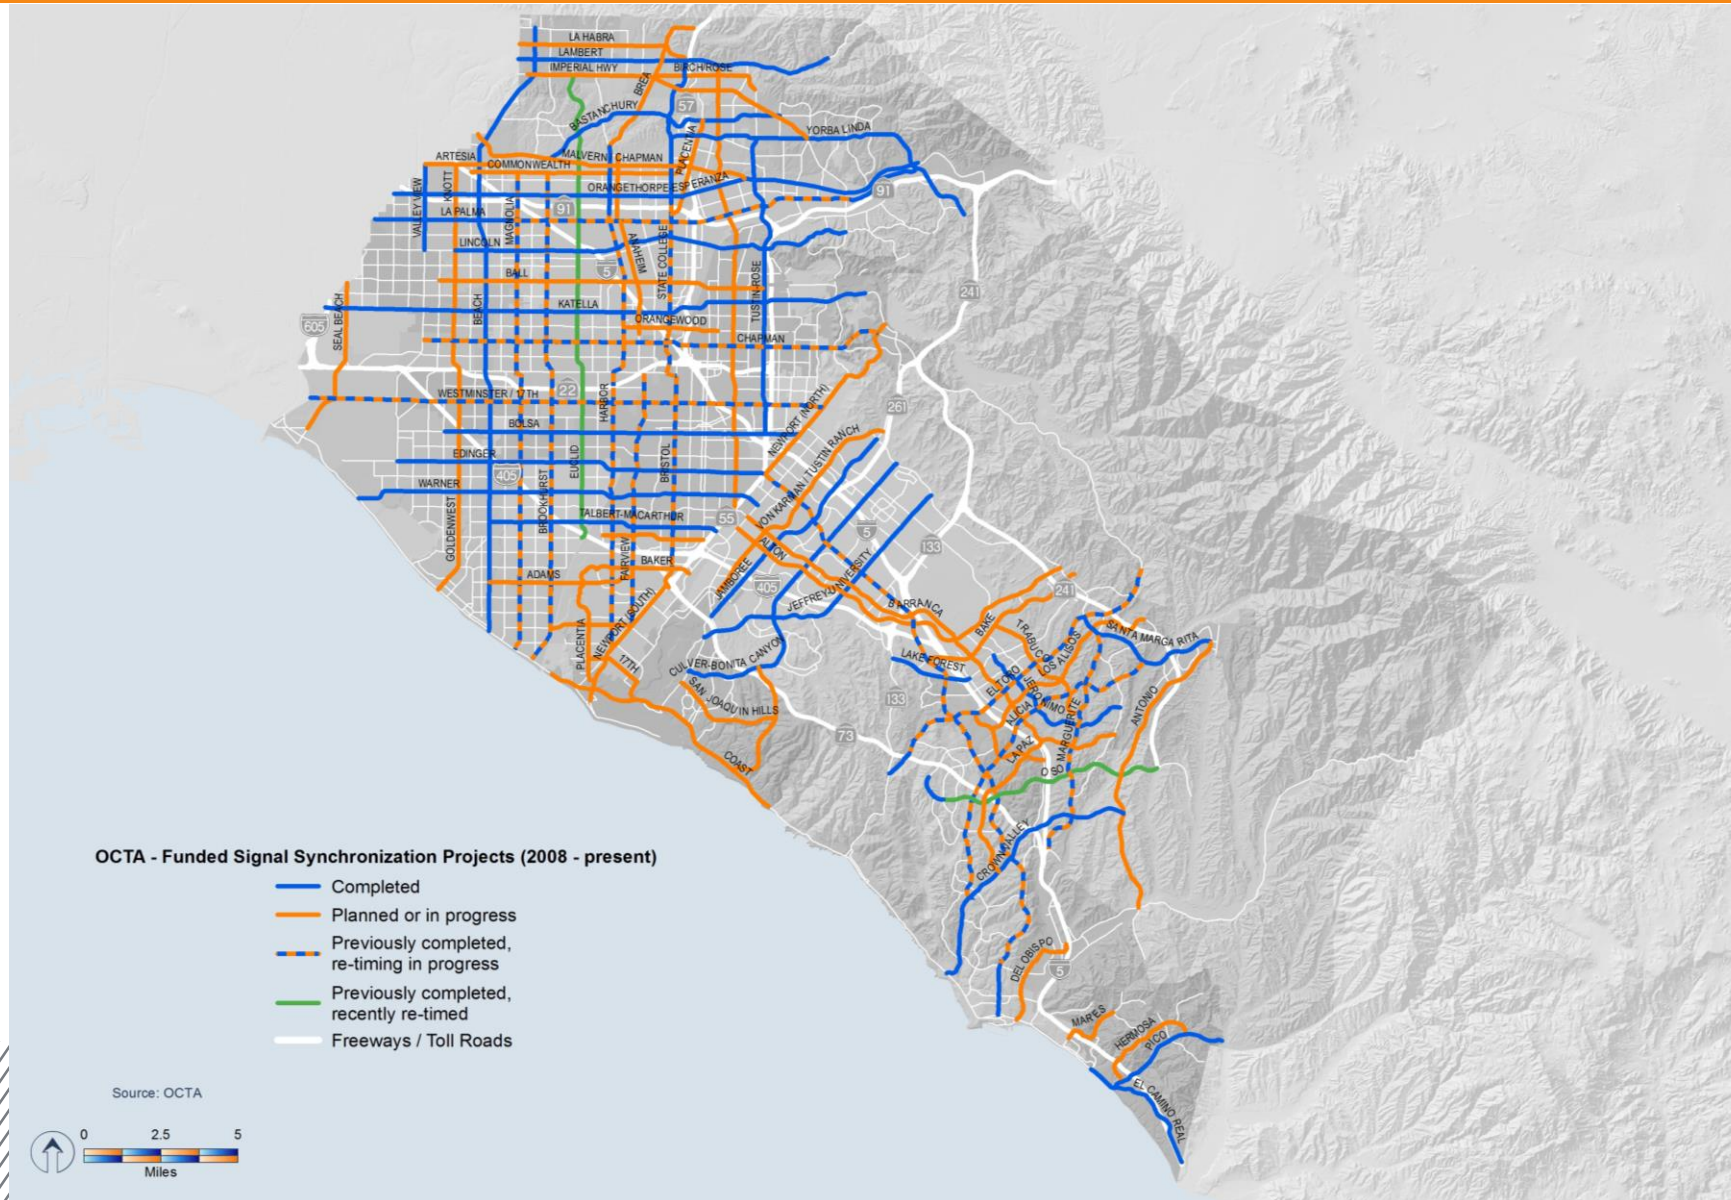 LA HABRA
LAMBERT
IMPERIAL HWY
BIRCH/ROSE
BREA
57
BASTANCHURY
YORBA LINDA
PLACENTIA
ARTESIA
MALVERN
CHAPMAN
COMMONWEALTH
KNOTT
VALLEY VIEW
ORANGETHORPE
ESPERANZA
91
91
LA PALMA
MAGNOLIA
LINCOLN
ANAHEIM
STATE COLLEGE
5
BALL
241
TUSTIN-ROSE
SEAL BEACH
BEACH
KATELLA
ORANGEWOOD
605
CHAPMAN
WESTMINSTER / 17TH
22
HARBOR
261
NEWPORT (NORTH)
BOLSA
EDINGER
EUCLID
BRISTOL
405
WARNER
BROOKHURST
VON KARMAN / TUSTIN RANCH
TALBERT-MACARTHUR
55
GOLDENWEST
FAIRVIEW
5
133
ALTON
BAKER
ADAMS
JAMBOREE
405
JEFFREY-UNIVERSITY
241
BARRANCA
PLACENTIA
NEWPORT (SOUTH)
BAKE
TRABUCO
LOS ALISOS
SANTA MARGARITA
17TH
CULVER-BONITA CANYON
LAKE FOREST
EL TORO
JERONIMO
SAN JOAQUIN HILLS
133
ALICIA
MARGUERITE
ANTONIO
73
LA PAZ
COAST
OSO
CROWN VALLEY
DEL OBISPO
5
MARES
HERMOSA
PICO
EL CAMINO REAL
OCTA - Funded Signal Synchronization Projects (2008 - present)
Completed
Planned or in progress
Previously completed,
re-timing in progress
Previously completed,
recently re-timed
Freeways / Toll Roads
Source: OCTA
0 2.5 5
Miles